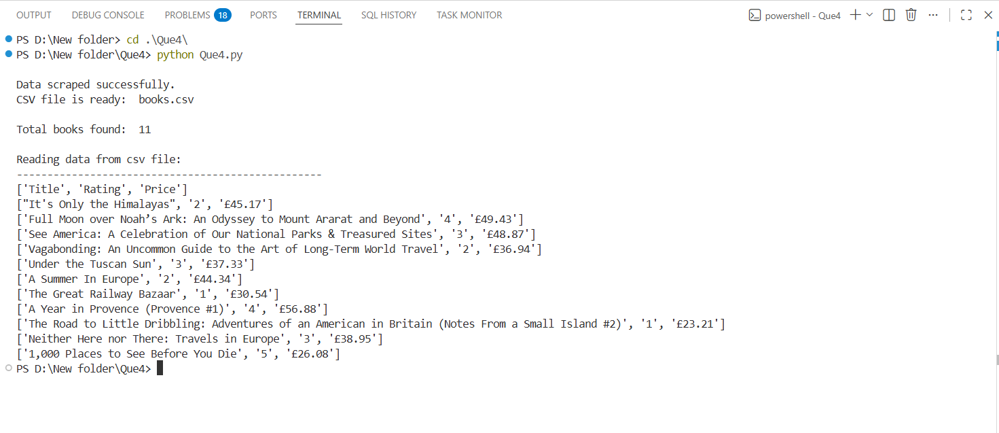 OUTPUT DEBUG CONSOLE PROBLEMS 18 PORTS TERMINAL SQL HISTORY TASK MONITOR powershell - Que4
PS D:\New folder> cd .\Que4\
PS D:\New folder\Que4> python Que4.py
Data scraped successfully.
CSV file is ready:  books.csv
Total books found:  11
Reading data from csv file:
--------------------------------------------------
['Title', 'Rating', 'Price']
["It's Only the Himalayas", '2', '£45.17']
['Full Moon over Noah’s Ark: An Odyssey to Mount Ararat and Beyond', '4', '£49.43']
['See America: A Celebration of Our National Parks & Treasured Sites', '3', '£48.87']
['Vagabonding: An Uncommon Guide to the Art of Long-Term World Travel', '2', '£36.94']
['Under the Tuscan Sun', '3', '£37.33']
['A Summer In Europe', '2', '£44.34']
['The Great Railway Bazaar', '1', '£30.54']
['A Year in Provence (Provence #1)', '4', '£56.88']
['The Road to Little Dribbling: Adventures of an American in Britain (Notes From a Small Island #2)', '1', '£23.21']
['Neither Here nor There: Travels in Europe', '3', '£38.95']
['1,000 Places to See Before You Die', '5', '£26.08']
PS D:\New folder\Que4>